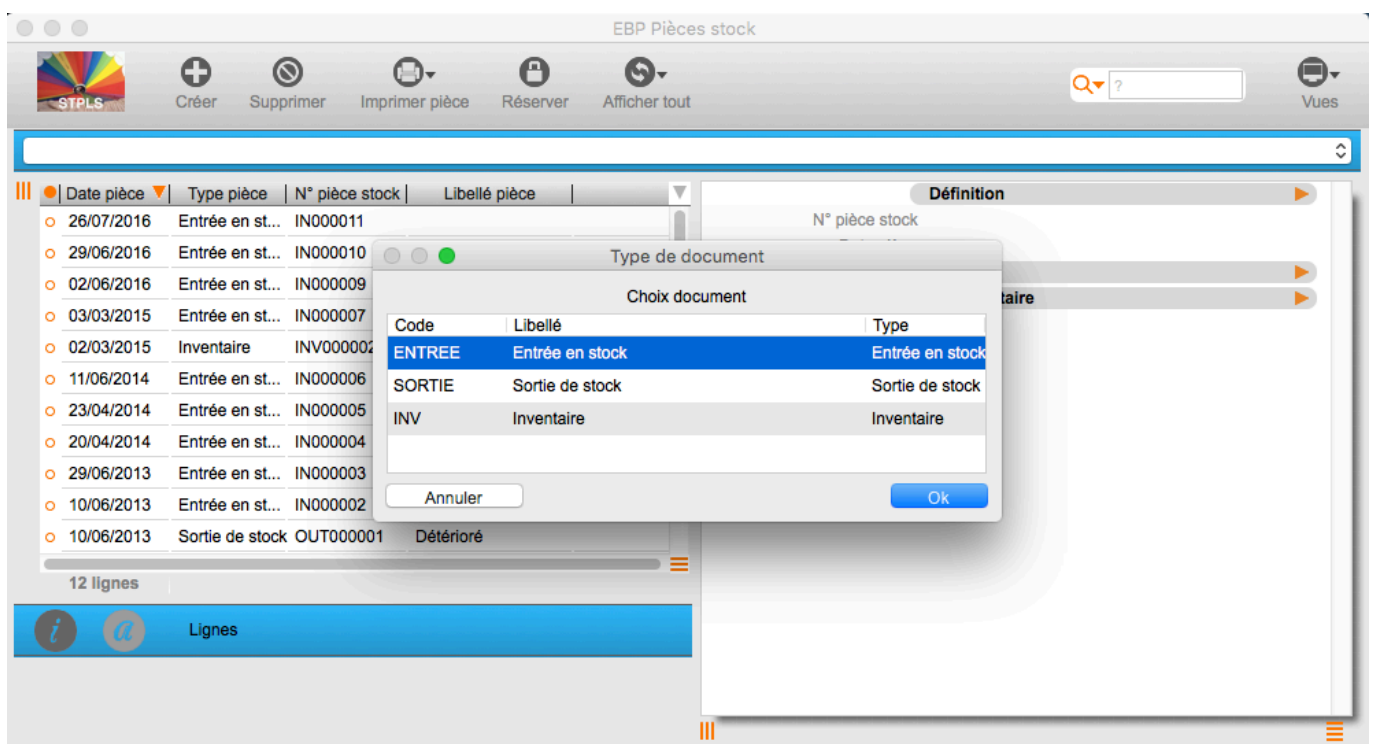 EBP Pièces stock
STPLS
Créer Supprimer Imprimer pièce Réserver Afficher tout ? Vues
Date pièce Type pièce N° pièce stock Libellé pièce
26/07/2016 Entrée en st... IN000011
29/06/2016 Entrée en st... IN000010
02/06/2016 Entrée en st... IN000009
03/03/2015 Entrée en st... IN000007
02/03/2015 Inventaire INV000002
11/06/2014 Entrée en st... IN000006
23/04/2014 Entrée en st... IN000005
20/04/2014 Entrée en st... IN000004
29/06/2013 Entrée en st... IN000003
10/06/2013 Entrée en st... IN000002
10/06/2013 Sortie de stock OUT000001 Détérioré
12 lignes
i a Lignes
Définition
N° pièce stock
taire
Type de document
Choix document
Code Libellé Type
ENTREE Entrée en stock Entrée en stock
SORTIE Sortie de stock Sortie de stock
INV Inventaire Inventaire
Annuler Ok